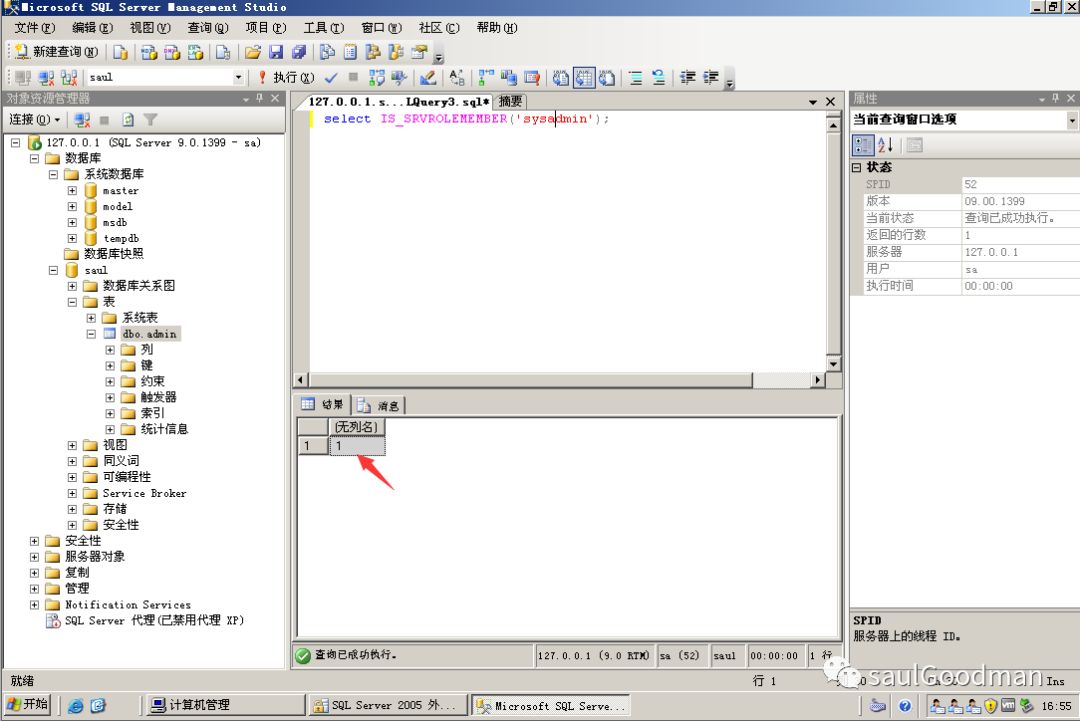 Microsoft SQL Server Management Studio
文件(F) 编辑(E) 视图(V) 查询(Q) 项目(P) 工具(T) 窗口(W) 社区(C) 帮助(H)
新建查询(N)
saul 执行(X)
对象资源管理器
连接(O)
127.0.0.1 (SQL Server 9.0.1399 - sa)
数据库
系统数据库
master
model
msdb
tempdb
数据库快照
saul
数据库关系图
表
系统表
dbo.admin
列
键
约束
触发器
索引
统计信息
视图
同义词
可编程性
Service Broker
存储
安全性
安全性
服务器对象
复制
管理
Notification Services
SQL Server 代理(已禁用代理 XP)
127.0.0.1.s...LQuery3.sql* 摘要
select IS_SRVROLEMEMBER('sysadmin');
结果 消息
(无列名)
1 1
查询已成功执行。 127.0.0.1 (9.0 RTM) sa (52) saul 00:00:00 1 行
属性
当前查询窗口选项
状态
SPID 52
版本 09.00.1399
当前状态 查询已成功执行。
返回的行数 1
服务器 127.0.0.1
用户 sa
执行时间 00:00:00
SPID
服务器上的线程 ID。
就绪 行 1 Ins
saulGoodman
开始 计算机管理 SQL Server 2005 外... Microsoft SQL Serve... 16:55